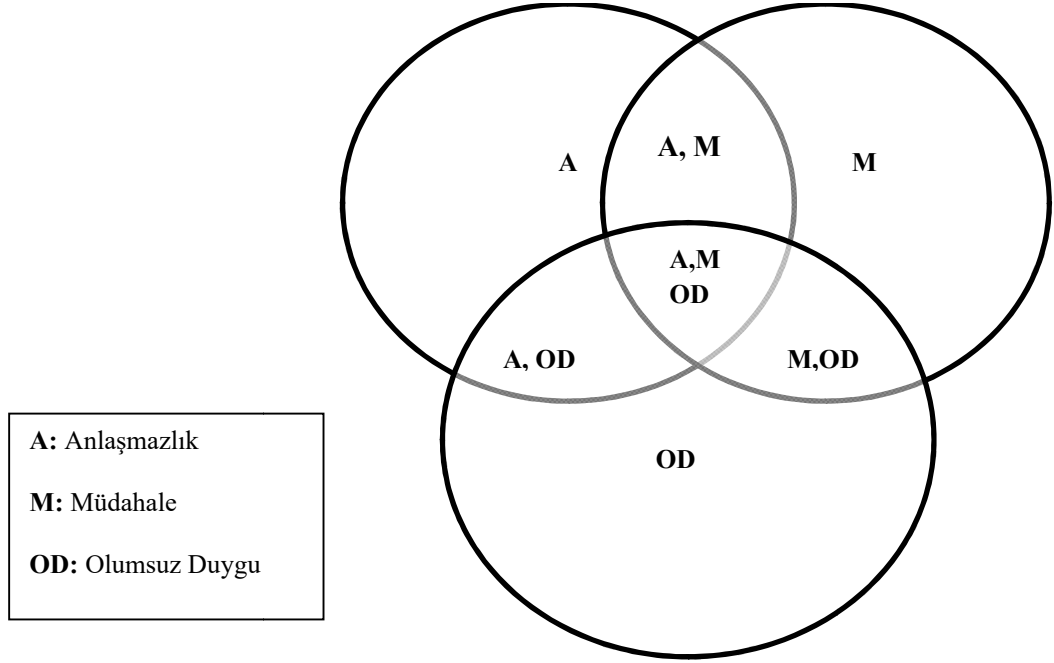 A
A, M
M
A,M
OD
A, OD
M,OD
OD
A: Anlaşmazlık
M: Müdahale
OD: Olumsuz Duygu